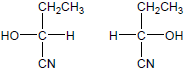 CH₂CH₃ CH₂CH₃
HO H H OH
CN CN